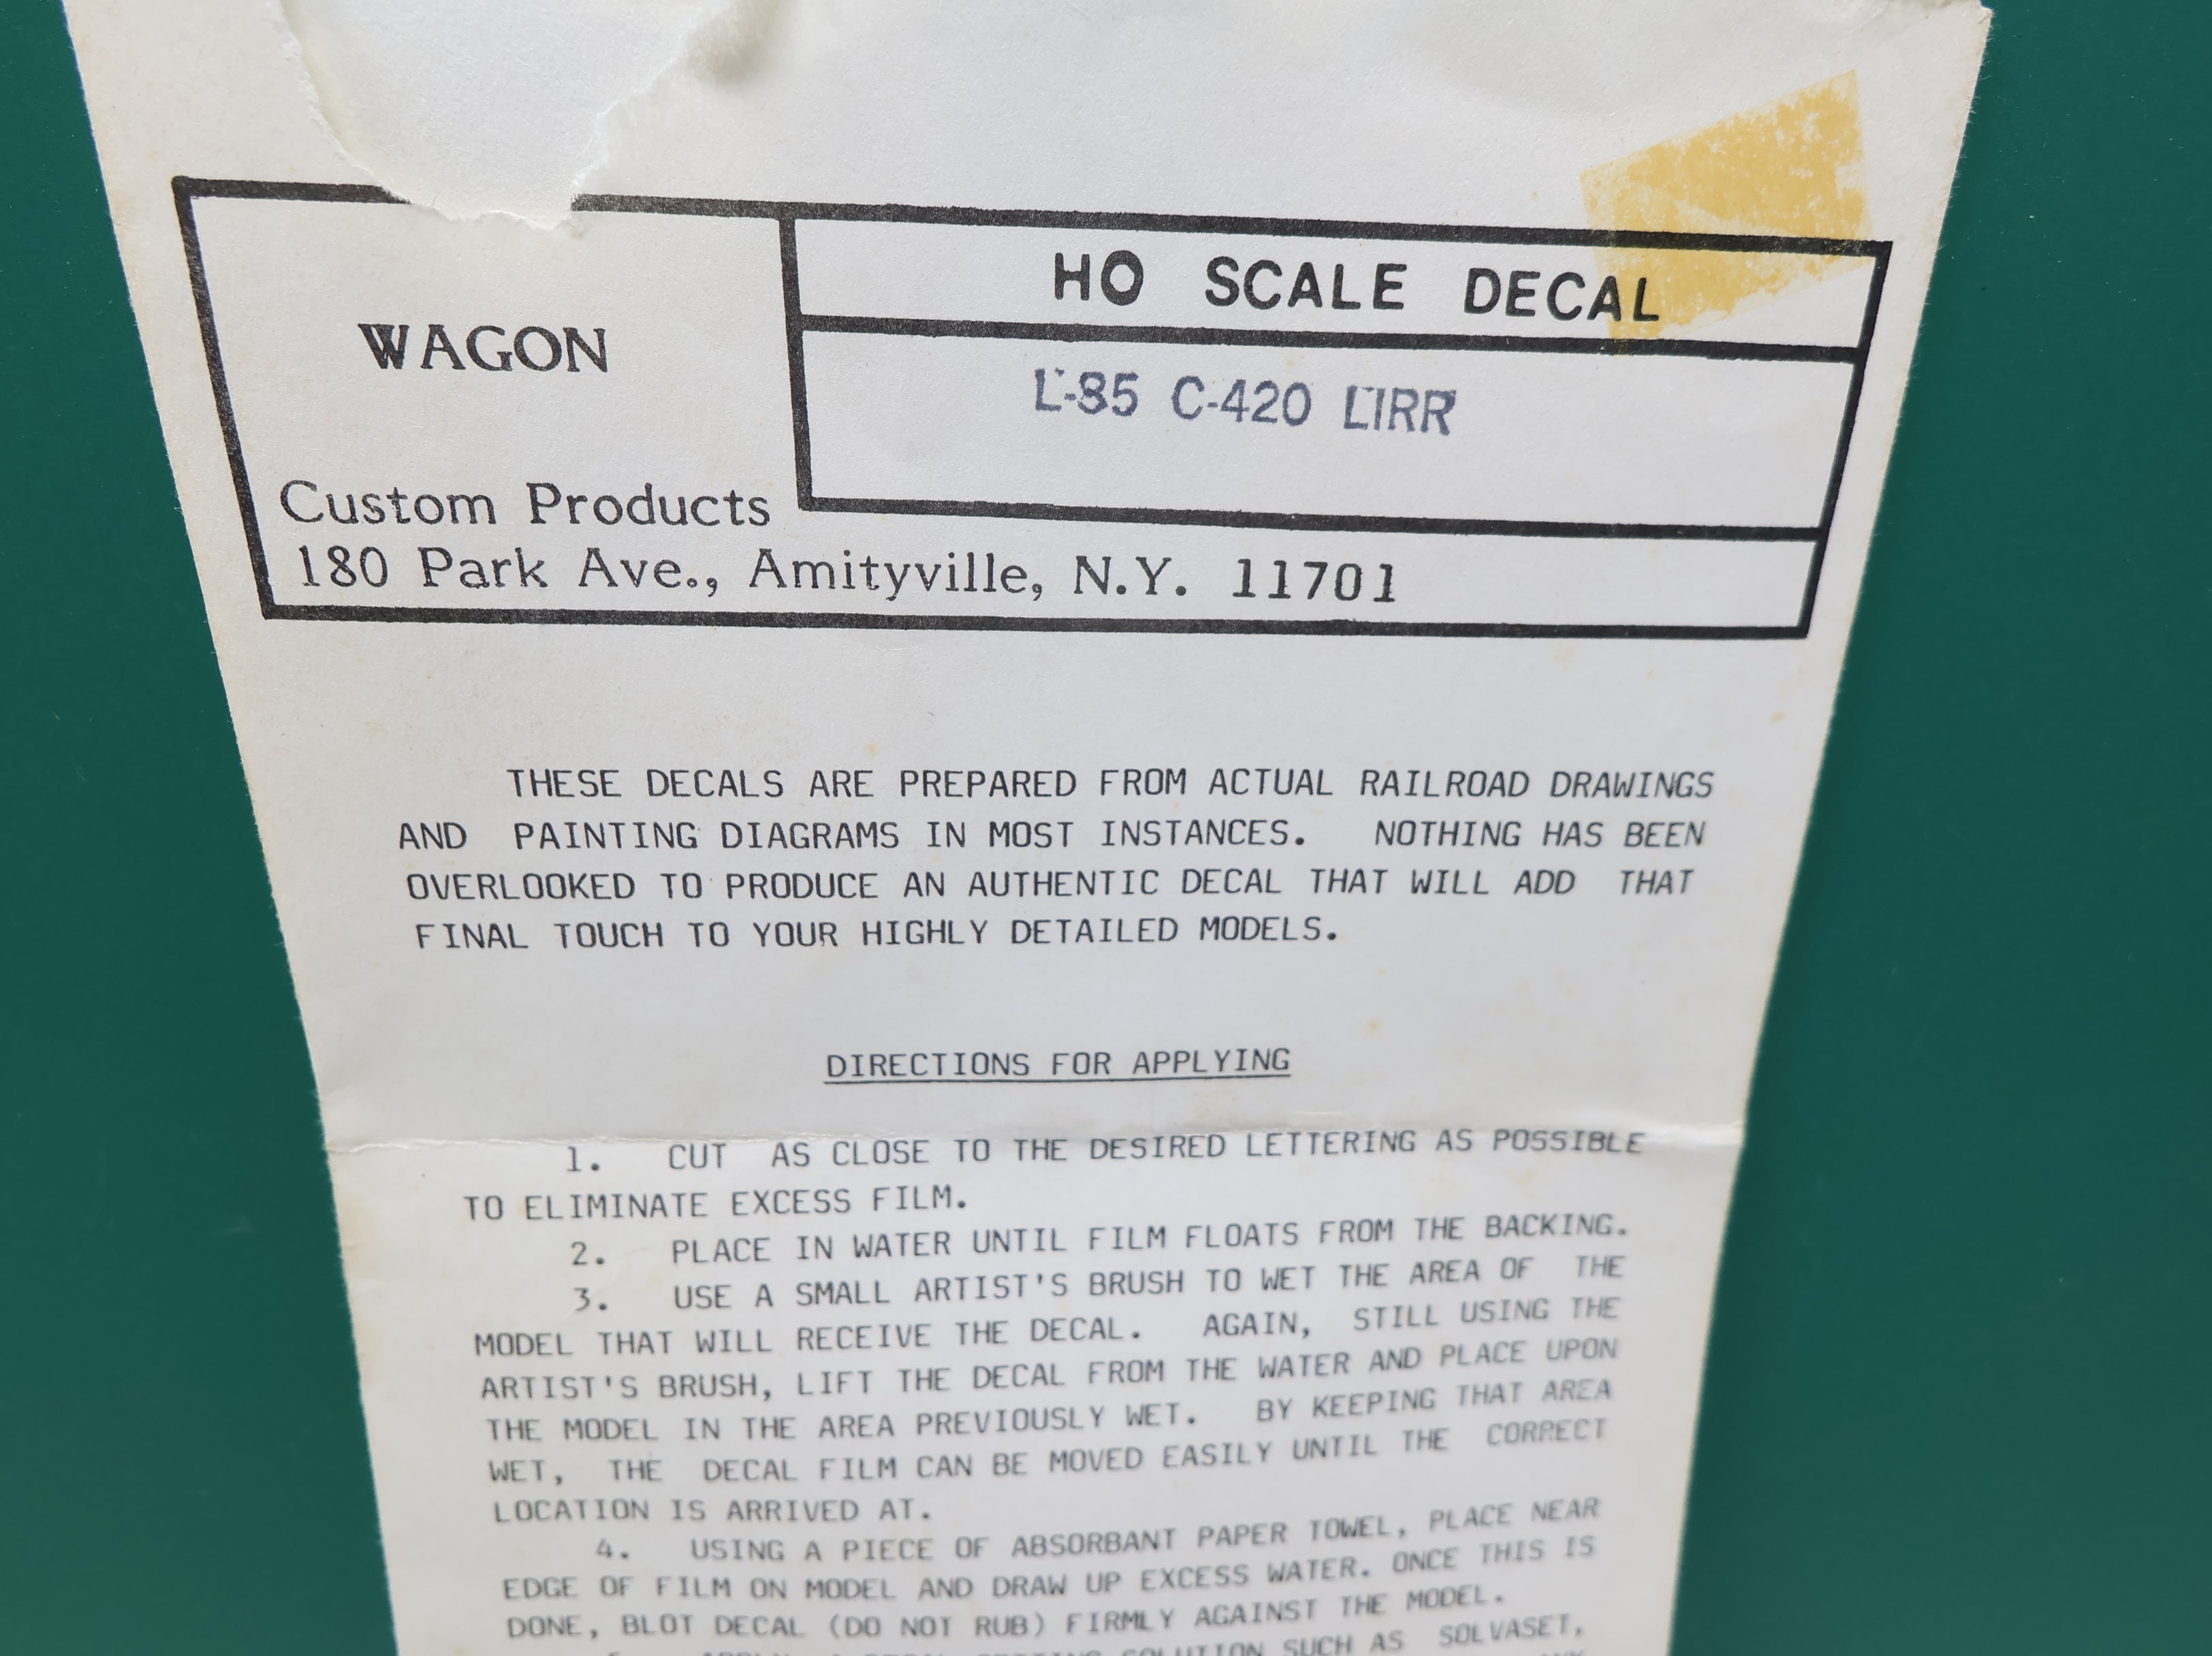 HO SCALE DECAL
WAGON
L-85 C-420 LIRR
Custom Products
180 Park Ave., Amityville, N.Y. 11701
THESE DECALS ARE PREPARED FROM ACTUAL RAILROAD DRAWINGS
AND PAINTING DIAGRAMS IN MOST INSTANCES. NOTHING HAS BEEN
OVERLOOKED TO PRODUCE AN AUTHENTIC DECAL THAT WILL ADD THAT
FINAL TOUCH TO YOUR HIGHLY DETAILED MODELS.
DIRECTIONS FOR APPLYING
1. CUT AS CLOSE TO THE DESIRED LETTERING AS POSSIBLE
TO ELIMINATE EXCESS FILM.
2. PLACE IN WATER UNTIL FILM FLOATS FROM THE BACKING.
3. USE A SMALL ARTIST'S BRUSH TO WET THE AREA OF THE
MODEL THAT WILL RECEIVE THE DECAL. AGAIN, STILL USING THE
ARTIST'S BRUSH, LIFT THE DECAL FROM THE WATER AND PLACE UPON
THE MODEL IN THE AREA PREVIOUSLY WET. BY KEEPING THAT AREA
WET, THE DECAL FILM CAN BE MOVED EASILY UNTIL THE CORRECT
LOCATION IS ARRIVED AT.
4. USING A PIECE OF ABSORBANT PAPER TOWEL, PLACE NEAR
EDGE OF FILM ON MODEL AND DRAW UP EXCESS WATER. ONCE THIS IS
DONE, BLOT DECAL (DO NOT RUB) FIRMLY AGAINST THE MODEL.
SOLUTION SUCH AS SOLVASET,